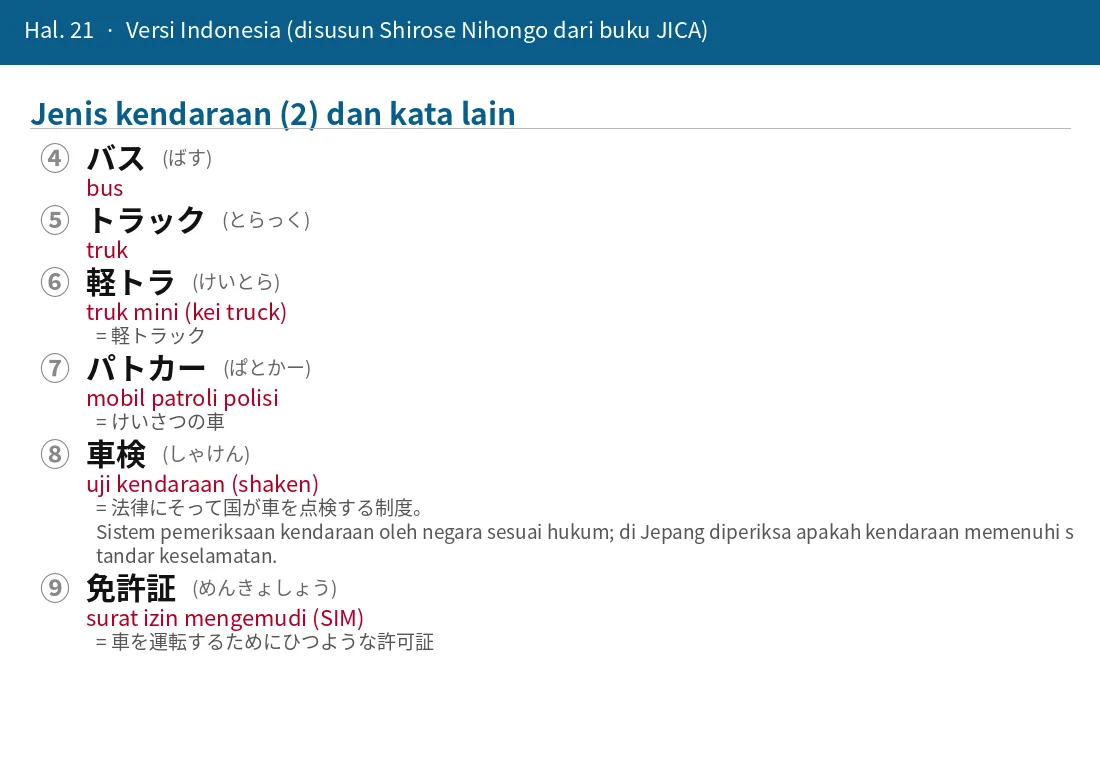 Hal. 21 · Versi Indonesia (disusun Shirose Nihongo dari buku JICA)
Jenis kendaraan (2) dan kata lain
④ バス (ばす)
bus
⑤ トラック (とらっく)
truk
⑥ 軽トラ (けいとら)
truk mini (kei truck)
= 軽トラック
⑦ パトカー (ぱとかー)
mobil patroli polisi
= けいさつの車
⑧ 車検 (しゃけん)
uji kendaraan (shaken)
= 法律にそって国が車を点検する制度。
Sistem pemeriksaan kendaraan oleh negara sesuai hukum; di Jepang diperiksa apakah kendaraan memenuhi s
tandar keselamatan.
⑨ 免許証 (めんきょしょう)
surat izin mengemudi (SIM)
= 車を運転するためにひつような許可証